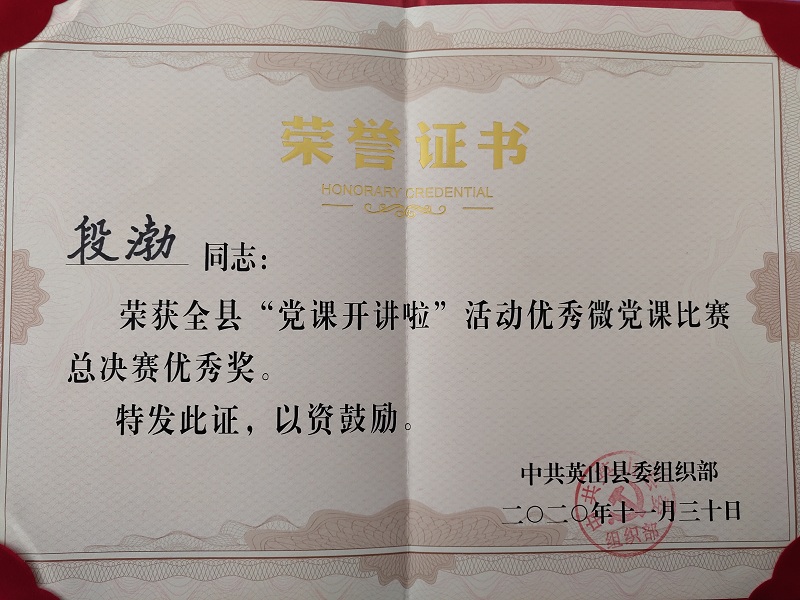 荣誉证书
HONORARY CREDENTIAL
段渤 同志：
荣获全县“党课开讲啦”活动优秀微党课比赛
总决赛优秀奖。
特发此证，以资鼓励。
中共英山县委组织部
二〇二〇年十一月三十日
组织部